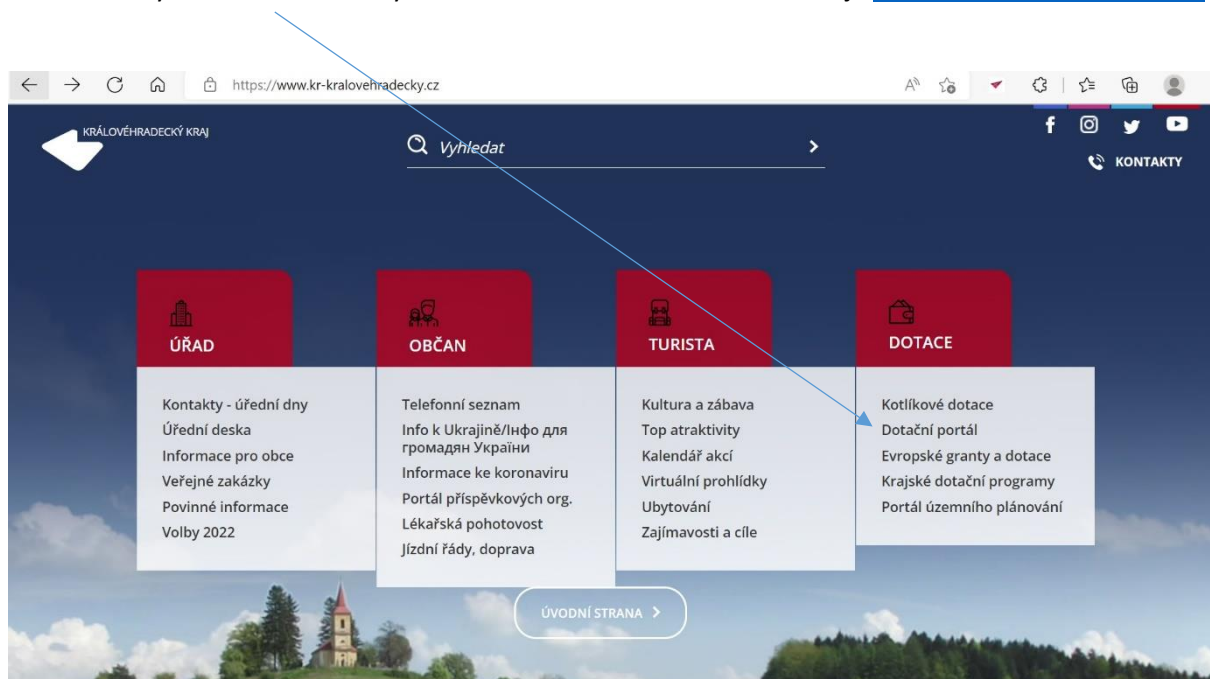 https://www.kr-kralovehradecky.cz
KRÁLOVÉHRADECKÝ KRAJ
Vyhledat
KONTAKTY
ÚŘAD
Kontakty - úřední dny
Úřední deska
Informace pro obce
Veřejné zakázky
Povinné informace
Volby 2022
OBČAN
Telefonní seznam
Info k Ukrajině/Інфо для
громадян України
Informace ke koronaviru
Portál příspěvkových org.
Lékařská pohotovost
Jízdní řády, doprava
TURISTA
Kultura a zábava
Top atraktivity
Kalendář akcí
Virtuální prohlídky
Ubytování
Zajímavosti a cíle
DOTACE
Kotlíkové dotace
Dotační portál
Evropské granty a dotace
Krajské dotační programy
Portál územního plánování
ÚVODNÍ STRANA